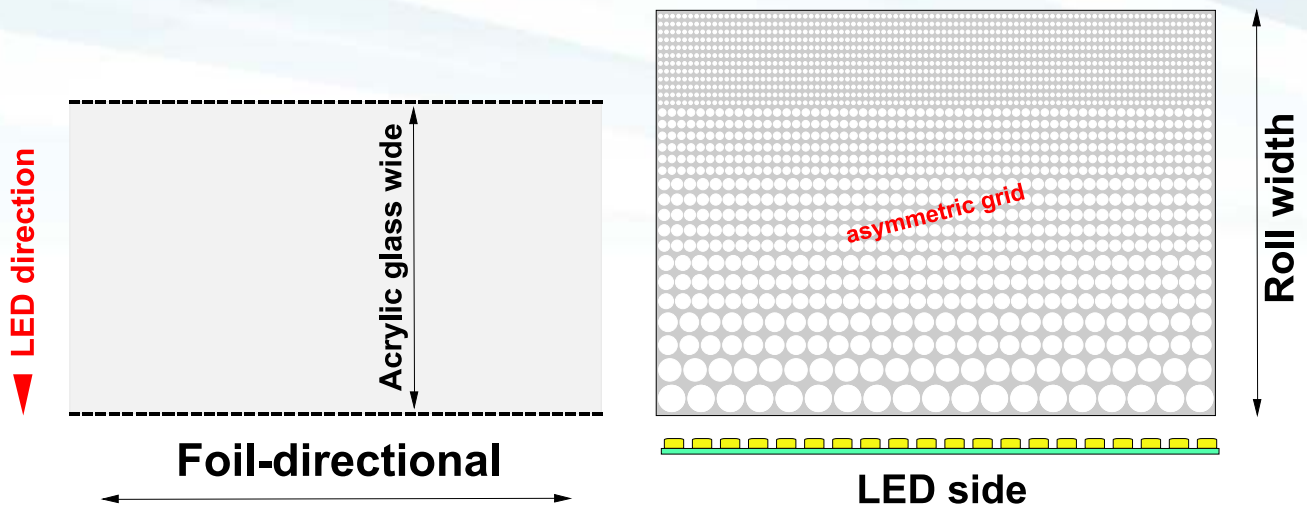 LED direction
Acrylic glass wide
Foil-directional
asymmetric grid
Roll width
LED side